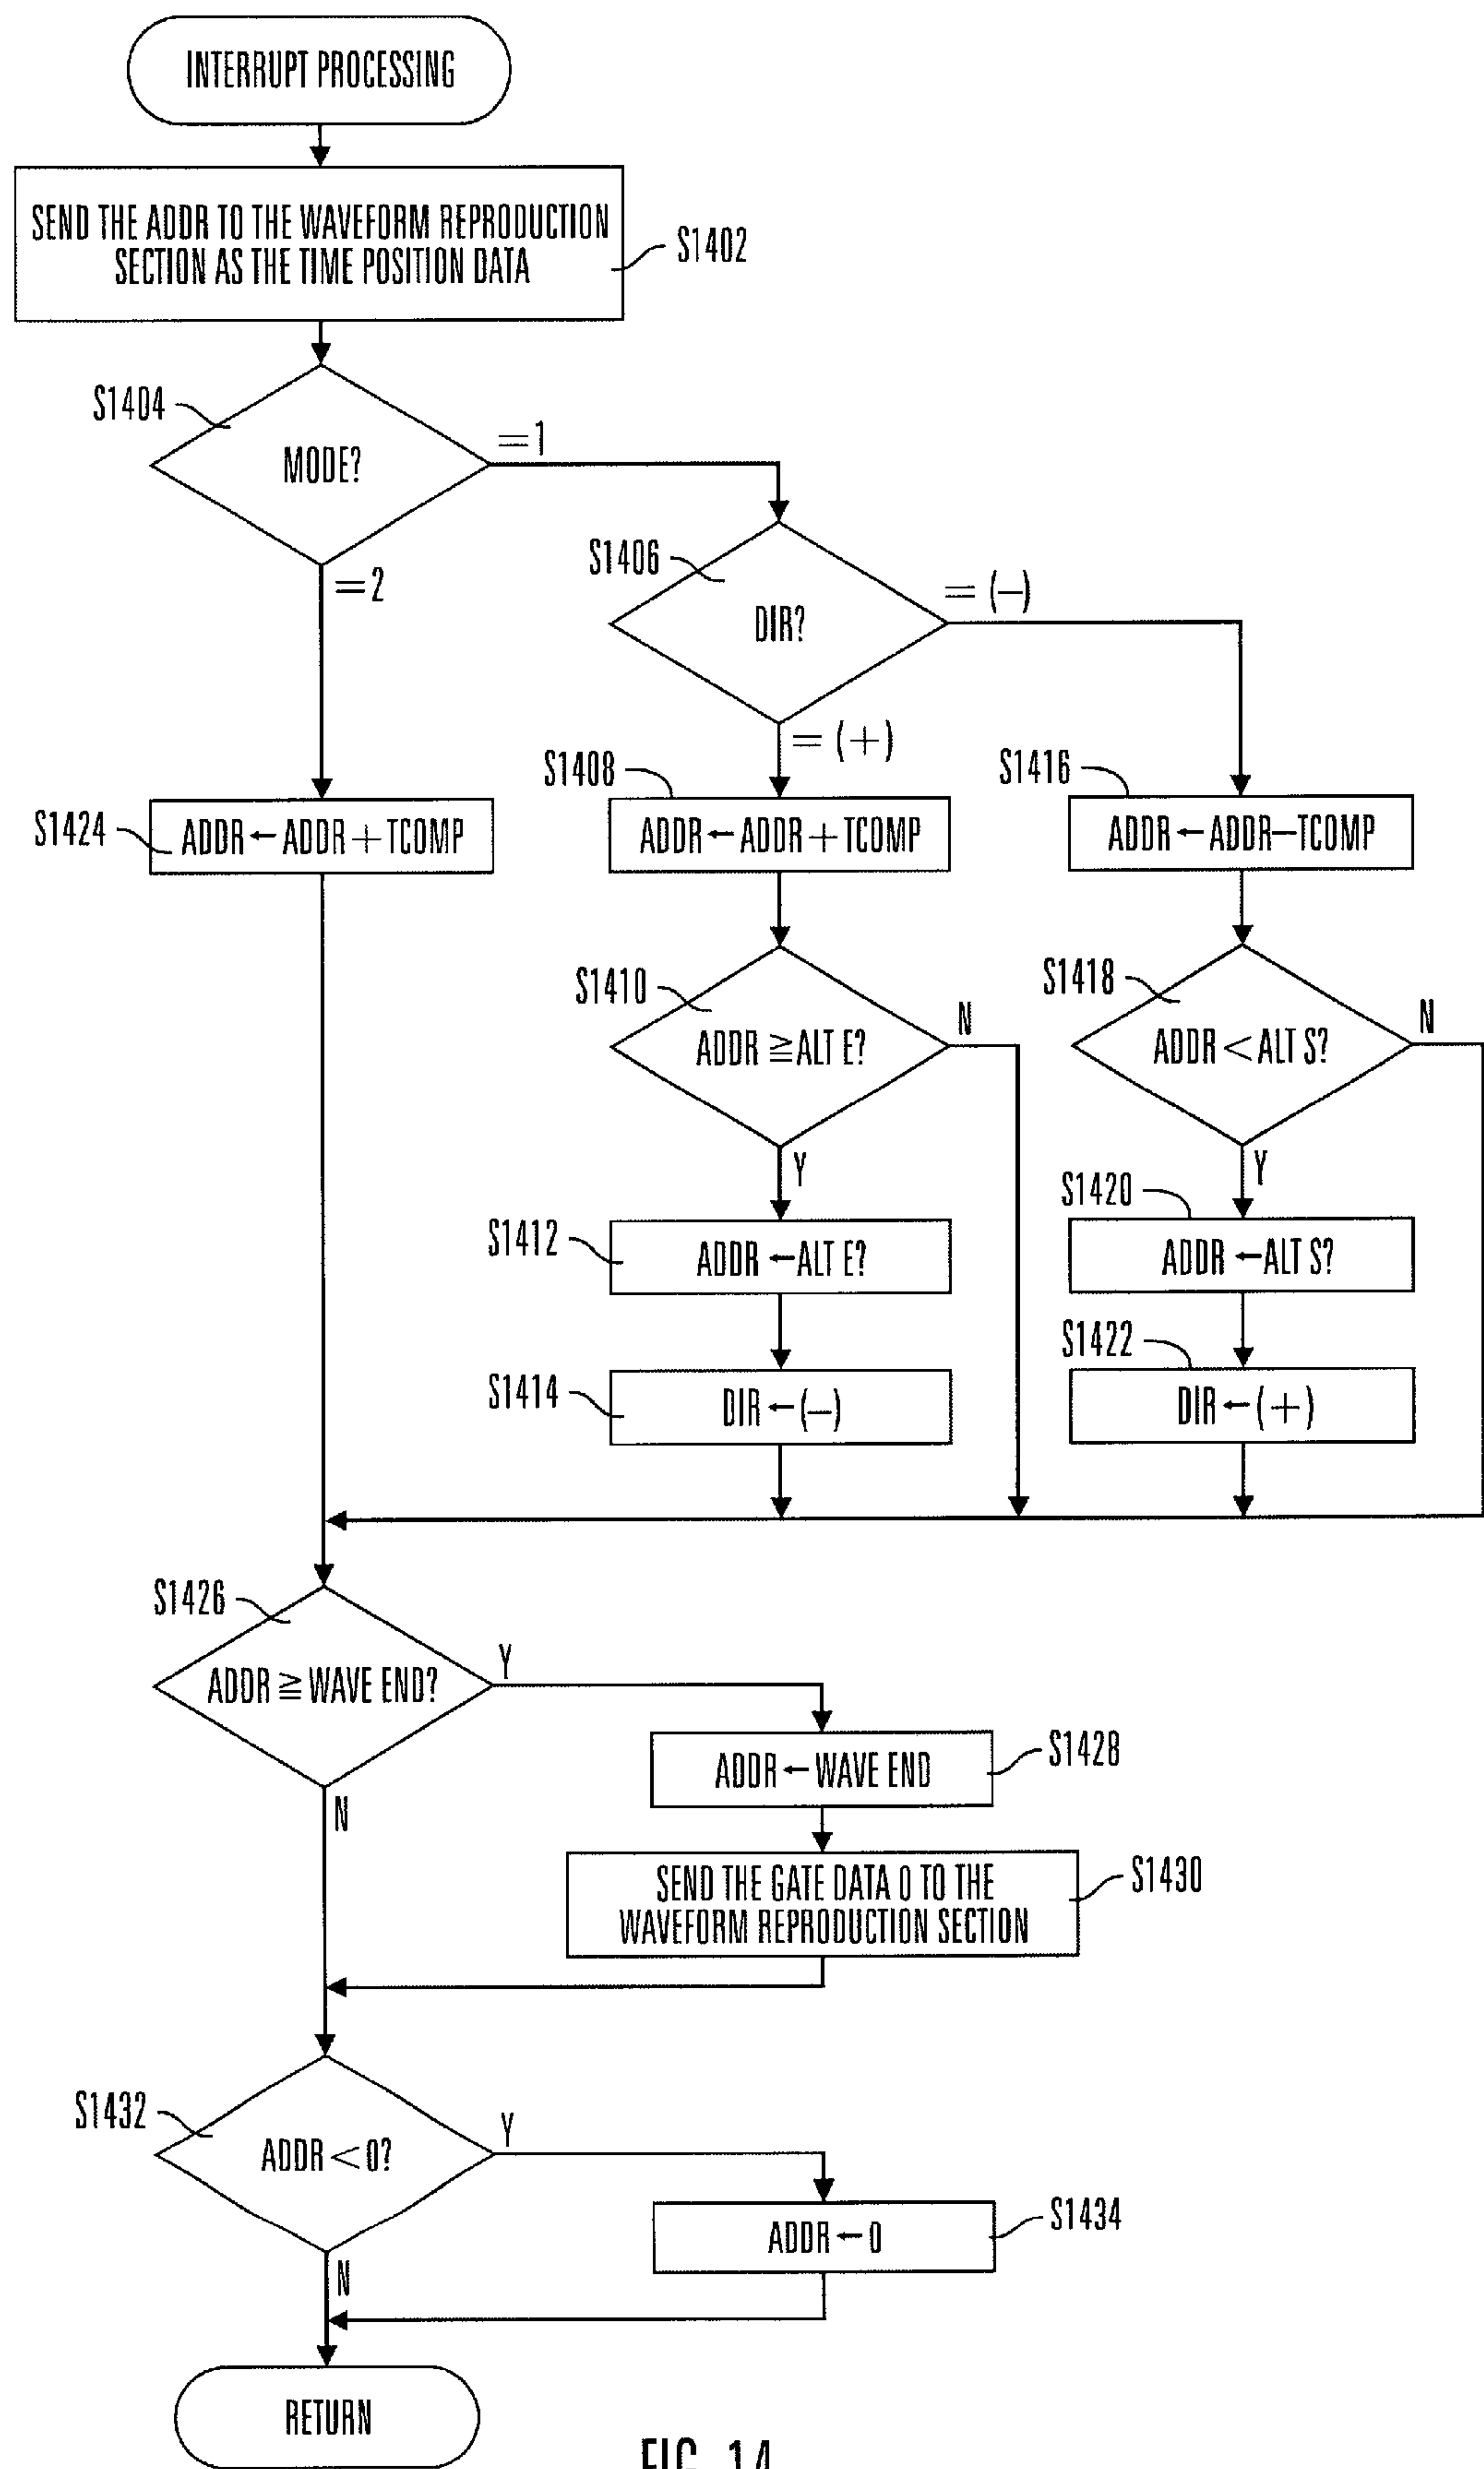 INTERRUPT PROCESSING
SEND THE ADDR TO THE WAVEFORM REPRODUCTION
SECTION AS THE TIME POSITION DATA
S1402
S1404
MODE?
=1
=2
S1406
DIR?
= (−)
= (+)
S1424
ADDR ← ADDR + TCOMP
S1408
ADDR ← ADDR + TCOMP
S1416
ADDR ← ADDR−TCOMP
S1410
ADDR ≧ ALT E?
N
Y
S1418
ADDR < ALT S?
N
Y
S1412
ADDR ←ALT E?
S1420
ADDR ←ALT S?
S1414
DIR ← (−)
S1422
DIR ← (+)
S1426
ADDR ≧ WAVE END?
Y
N
ADDR ← WAVE END
S1428
SEND THE GATE DATA 0 TO THE
WAVEFORM REPRODUCTION SECTION
S1430
S1432
ADDR < 0?
Y
N
ADDR ← 0
S1434
RETURN
FIG. 14